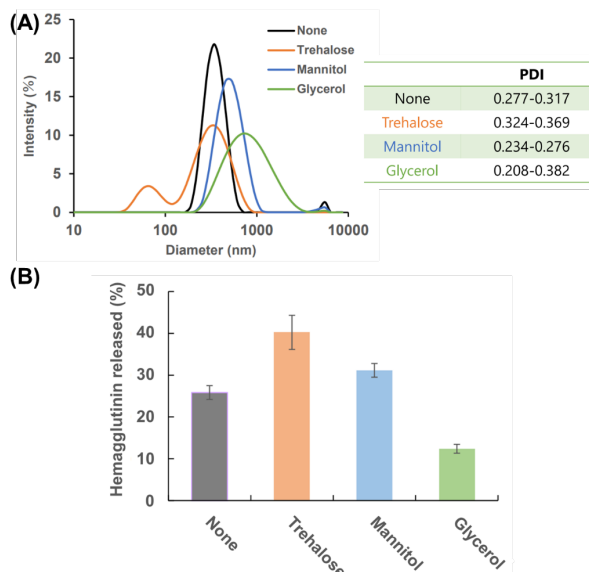 (A)
25
20
15
10
5
0
Intensity (%)
10
100
1000
10000
Diameter (nm)
None
Trehalose
Mannitol
Glycerol
PDI
None 0.277-0.317
Trehalose 0.324-0.369
Mannitol 0.234-0.276
Glycerol 0.208-0.382
(B)
Hemagglutinin released (%)
50
40
30
20
10
0
None
Trehalose
Mannitol
Glycerol